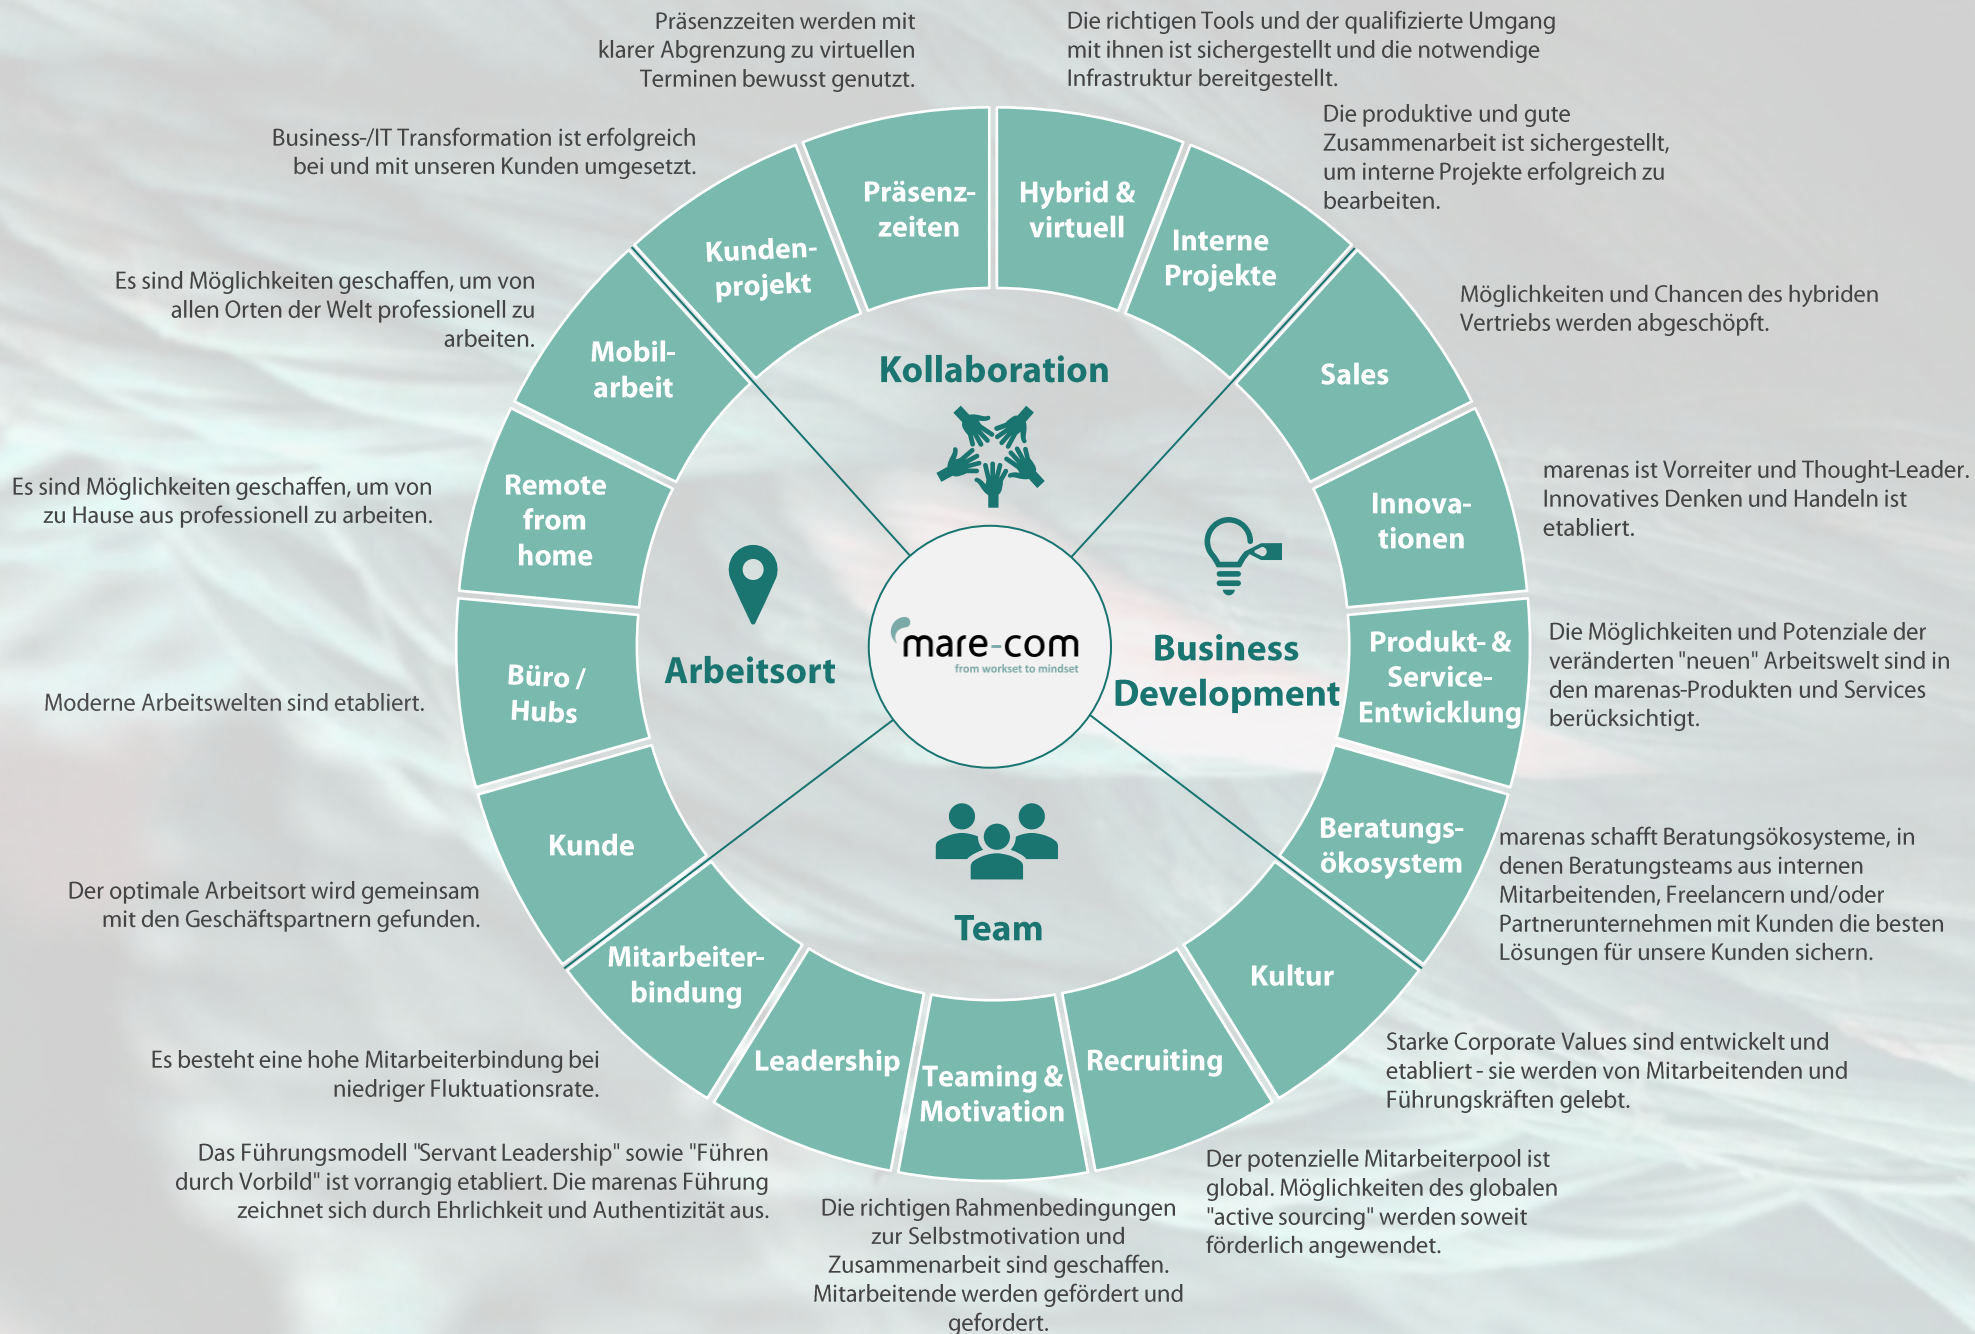 Präsenzzeiten werden mit
klarer Abgrenzung zu virtuellen
Terminen bewusst genutzt.
Die richtigen Tools und der qualifizierte Umgang
mit ihnen ist sichergestellt und die notwendige
Infrastruktur bereitgestellt.
Die produktive und gute
Zusammenarbeit ist sichergestellt,
um interne Projekte erfolgreich zu
bearbeiten.
Business-/IT Transformation ist erfolgreich
bei und mit unseren Kunden umgesetzt.
Präsenz-
zeiten
Hybrid &
virtuell
Kunden-
projekt
Interne
Projekte
Es sind Möglichkeiten geschaffen, um von
allen Orten der Welt professionell zu
arbeiten.
Mobil-
arbeit
Kollaboration
Sales
Möglichkeiten und Chancen des hybriden
Vertriebs werden abgeschöpft.
Es sind Möglichkeiten geschaffen, um von
zu Hause aus professionell zu arbeiten.
Remote
from
home
Innova-
tionen
marenas ist Vorreiter und Thought-Leader.
Innovatives Denken und Handeln ist
etabliert.
Moderne Arbeitswelten sind etabliert.
Büro /
Hubs
Arbeitsort
mare-com
from workset to mindset
Business
Development
Produkt- &
Service-
Entwicklung
Die Möglichkeiten und Potenziale der
veränderten "neuen" Arbeitswelt sind in
den marenas-Produkten und Services
berücksichtigt.
Kunde
Der optimale Arbeitsort wird gemeinsam
mit den Geschäftspartnern gefunden.
Team
Beratungs-
ökosystem
marenas schafft Beratungsökosysteme, in
denen Beratungsteams aus internen
Mitarbeitenden, Freelancern und/oder
Partnerunternehmen mit Kunden die besten
Lösungen für unsere Kunden sichern.
Mitarbeiter-
bindung
Kultur
Es besteht eine hohe Mitarbeiterbindung bei
niedriger Fluktuationsrate.
Leadership
Teaming &
Motivation
Recruiting
Starke Corporate Values sind entwickelt und
etabliert - sie werden von Mitarbeitenden und
Führungskräften gelebt.
Das Führungsmodell "Servant Leadership" sowie "Führen
durch Vorbild" ist vorrangig etabliert. Die marenas Führung
zeichnet sich durch Ehrlichkeit und Authentizität aus.
Die richtigen Rahmenbedingungen
zur Selbstmotivation und
Zusammenarbeit sind geschaffen.
Mitarbeitende werden gefördert und
gefordert.
Der potenzielle Mitarbeiterpool ist
global. Möglichkeiten des globalen
"active sourcing" werden soweit
förderlich angewendet.